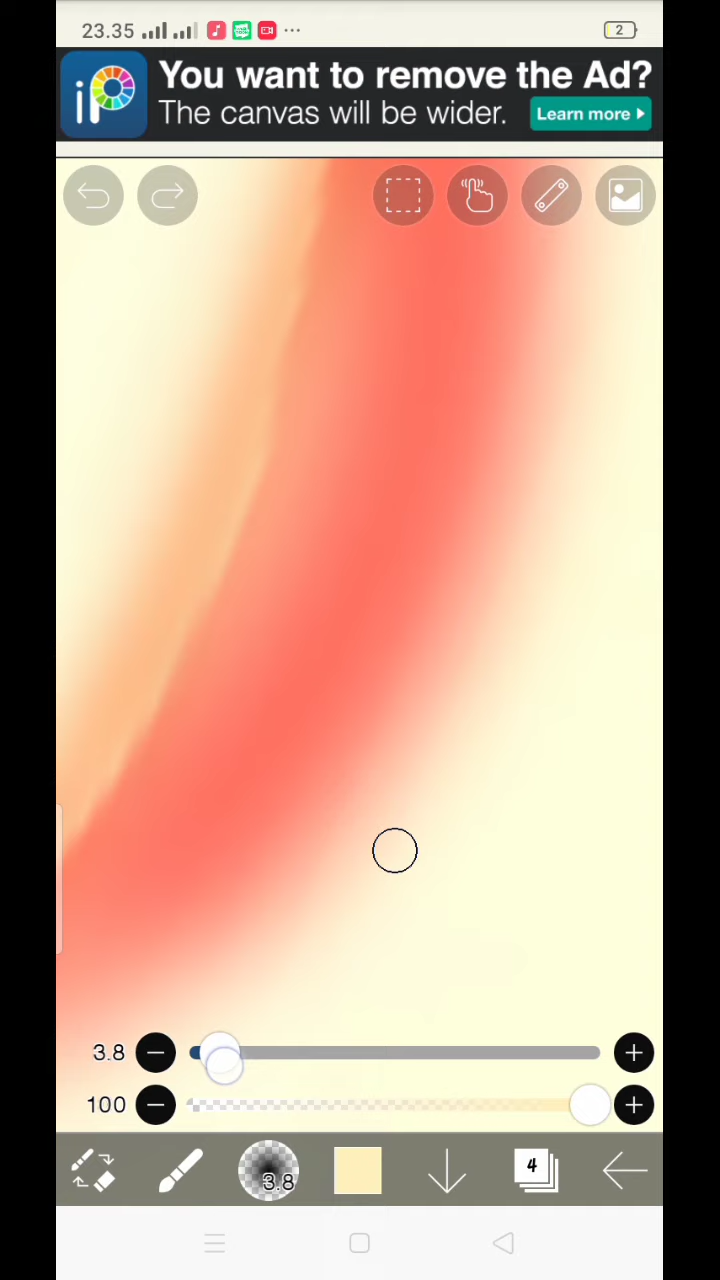 23.35
2
iP
You want to remove the Ad?
The canvas will be wider.
Learn more
3.8
100
3.8
4